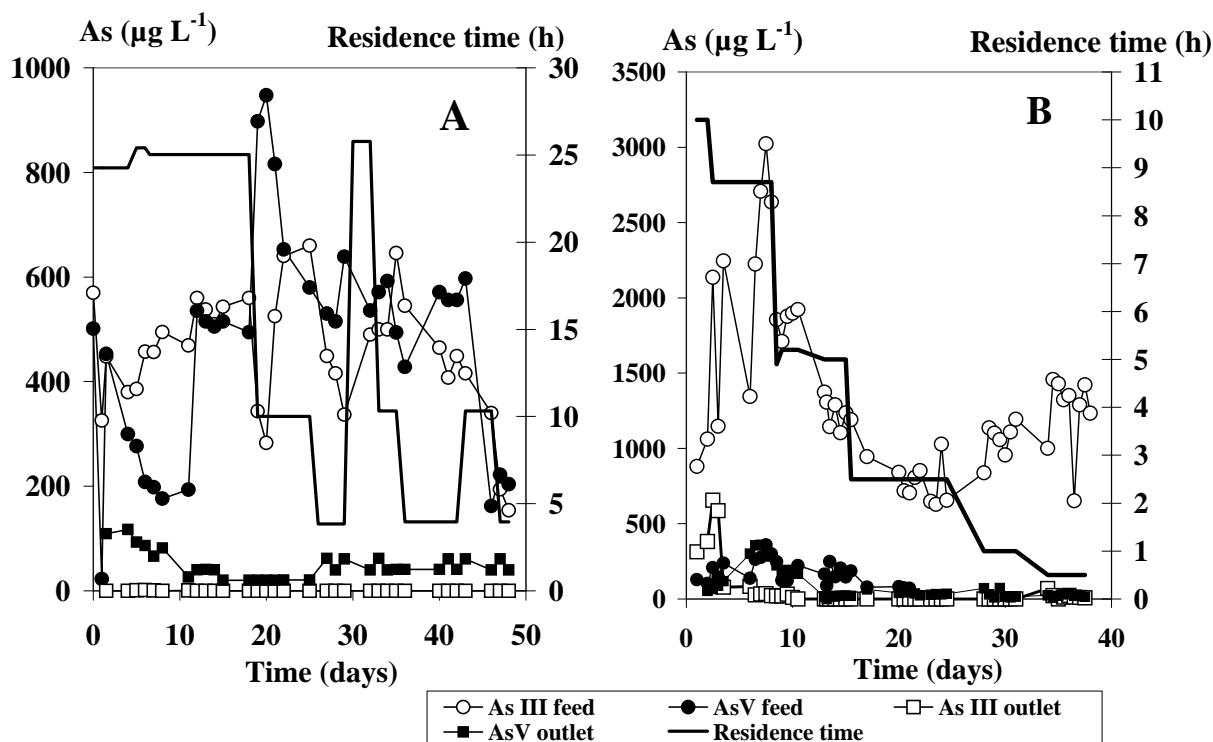 As (µg L-1)
Residence time (h)
As (µg L-1)
Residence time (h)
1000
800
600
400
200
0
30
25
20
15
10
5
0
A
0 10 20 30 40 50
Time (days)
3500
3000
2500
2000
1500
1000
500
0
11
10
9
8
7
6
5
4
3
2
1
0
B
0 10 20 30 40
Time (days)
As III feed AsV feed As III outlet
AsV outlet Residence time